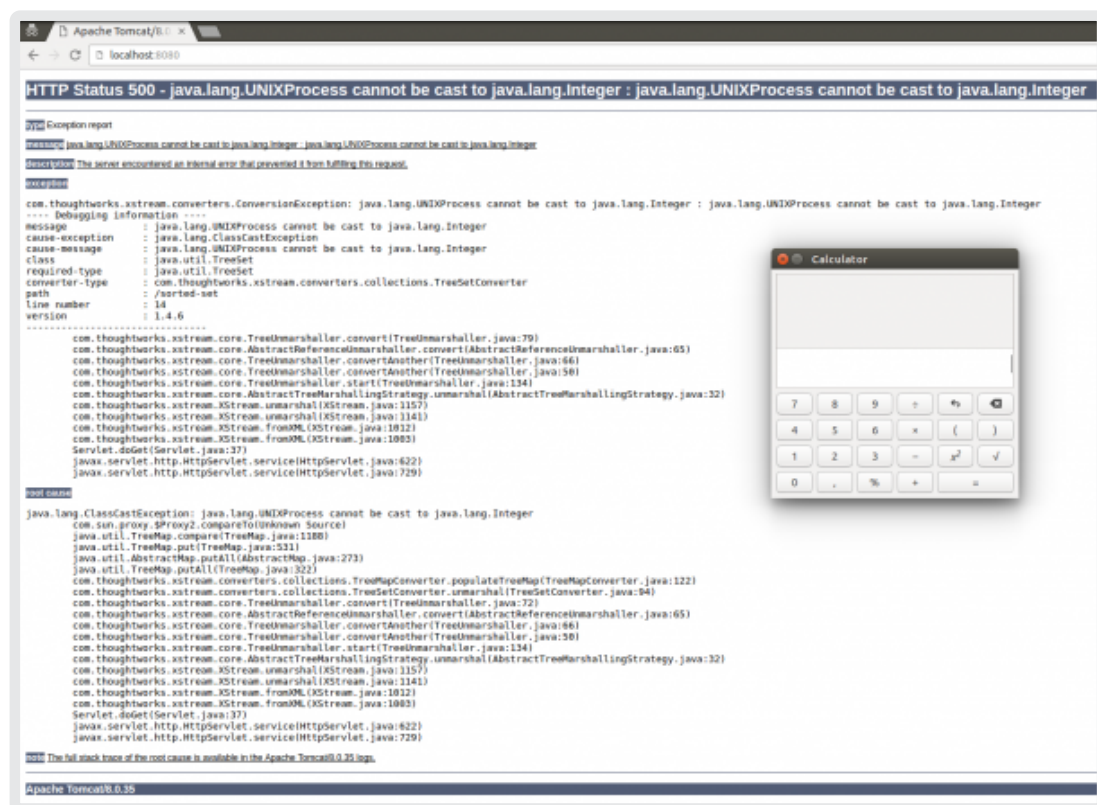 Apache Tomcat/8.0
localhost:8080
HTTP Status 500 - java.lang.UNIXProcess cannot be cast to java.lang.Integer : java.lang.UNIXProcess cannot be cast to java.lang.Integer
type Exception report
message java.lang.UNIXProcess cannot be cast to java.lang.Integer : java.lang.UNIXProcess cannot be cast to java.lang.Integer
description The server encountered an internal error that prevented it from fulfilling this request.
exception
com.thoughtworks.xstream.converters.ConversionException: java.lang.UNIXProcess cannot be cast to java.lang.Integer : java.lang.UNIXProcess cannot be cast to java.lang.Integer
---- Debugging information ----
message : java.lang.UNIXProcess cannot be cast to java.lang.Integer
cause-exception : java.lang.ClassCastException
cause-message : java.lang.UNIXProcess cannot be cast to java.lang.Integer
class : java.util.TreeSet
required-type : java.util.TreeSet
converter-type : com.thoughtworks.xstream.converters.collections.TreeSetConverter
path : /sorted-set
line number : 14
version : 1.4.6
-------------------------------
com.thoughtworks.xstream.core.TreeUnmarshaller.convert(TreeUnmarshaller.java:79)
com.thoughtworks.xstream.core.AbstractReferenceUnmarshaller.convert(AbstractReferenceUnmarshaller.java:65)
com.thoughtworks.xstream.core.TreeUnmarshaller.convertAnother(TreeUnmarshaller.java:66)
com.thoughtworks.xstream.core.TreeUnmarshaller.convertAnother(TreeUnmarshaller.java:50)
com.thoughtworks.xstream.core.TreeUnmarshaller.start(TreeUnmarshaller.java:134)
com.thoughtworks.xstream.core.AbstractTreeMarshallingStrategy.unmarshal(AbstractTreeMarshallingStrategy.java:32)
com.thoughtworks.xstream.XStream.unmarshal(XStream.java:1157)
com.thoughtworks.xstream.XStream.unmarshal(XStream.java:1141)
com.thoughtworks.xstream.XStream.fromXML(XStream.java:1012)
com.thoughtworks.xstream.XStream.fromXML(XStream.java:1003)
Servlet.doGet(Servlet.java:37)
javax.servlet.http.HttpServlet.service(HttpServlet.java:622)
javax.servlet.http.HttpServlet.service(HttpServlet.java:729)
root cause
java.lang.ClassCastException: java.lang.UNIXProcess cannot be cast to java.lang.Integer
com.sun.proxy.$Proxy2.compareTo(Unknown Source)
java.util.TreeMap.compare(TreeMap.java:1188)
java.util.TreeMap.put(TreeMap.java:531)
java.util.AbstractMap.putAll(AbstractMap.java:273)
java.util.TreeMap.putAll(TreeMap.java:322)
com.thoughtworks.xstream.converters.collections.TreeMapConverter.populateTreeMap(TreeMapConverter.java:122)
com.thoughtworks.xstream.converters.collections.TreeSetConverter.unmarshal(TreeSetConverter.java:94)
com.thoughtworks.xstream.core.TreeUnmarshaller.convert(TreeUnmarshaller.java:72)
com.thoughtworks.xstream.core.AbstractReferenceUnmarshaller.convert(AbstractReferenceUnmarshaller.java:65)
com.thoughtworks.xstream.core.TreeUnmarshaller.convertAnother(TreeUnmarshaller.java:66)
com.thoughtworks.xstream.core.TreeUnmarshaller.convertAnother(TreeUnmarshaller.java:50)
com.thoughtworks.xstream.core.TreeUnmarshaller.start(TreeUnmarshaller.java:134)
com.thoughtworks.xstream.core.AbstractTreeMarshallingStrategy.unmarshal(AbstractTreeMarshallingStrategy.java:32)
com.thoughtworks.xstream.XStream.unmarshal(XStream.java:1157)
com.thoughtworks.xstream.XStream.unmarshal(XStream.java:1141)
com.thoughtworks.xstream.XStream.fromXML(XStream.java:1012)
com.thoughtworks.xstream.XStream.fromXML(XStream.java:1003)
Servlet.doGet(Servlet.java:37)
javax.servlet.http.HttpServlet.service(HttpServlet.java:622)
javax.servlet.http.HttpServlet.service(HttpServlet.java:729)
note The full stack trace of the root cause is available in the Apache Tomcat/8.0.35 logs.
Apache Tomcat/8.0.35
Calculator
7 8 9 ÷
4 5 6 × ( )
1 2 3 − x² √
0 , % + =